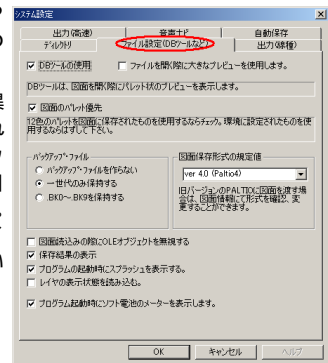 システム設定
出力(高速)
音声ナビ
自動保存
ディレクトリ
ファイル設定(DBツールなど)
出力(線種)
DBツールの使用
ファイルを開く際に大きなプレビューを使用します。
DBツールは、図面を開く際にパレット状のプレビューを表示します。
図面のパレット優先
12色のパレットを図面に保存されたものを使用するならチェック。環境に設定されたものを使
用するならはずして下さい。
バックアップファイル
バックアップファイルを作らない
一世代のみ保持する
.BK0～.BK9を保持する
図面保存形式の規定値
ver 4.0 (Paltio4)
旧バージョンのPALTIOに図面を渡す場
合は、図面情報にて形式を確認、変
更することができます。
図面読込みの際にOLEオブジェクトを無視する
保存結果の表示
プログラムの起動時にスプラッシュを表示する。
レイヤの表示状態を読み込む。
プログラム起動時にソフト電池のメーターを表示します。
OK
キャンセル
ヘルプ